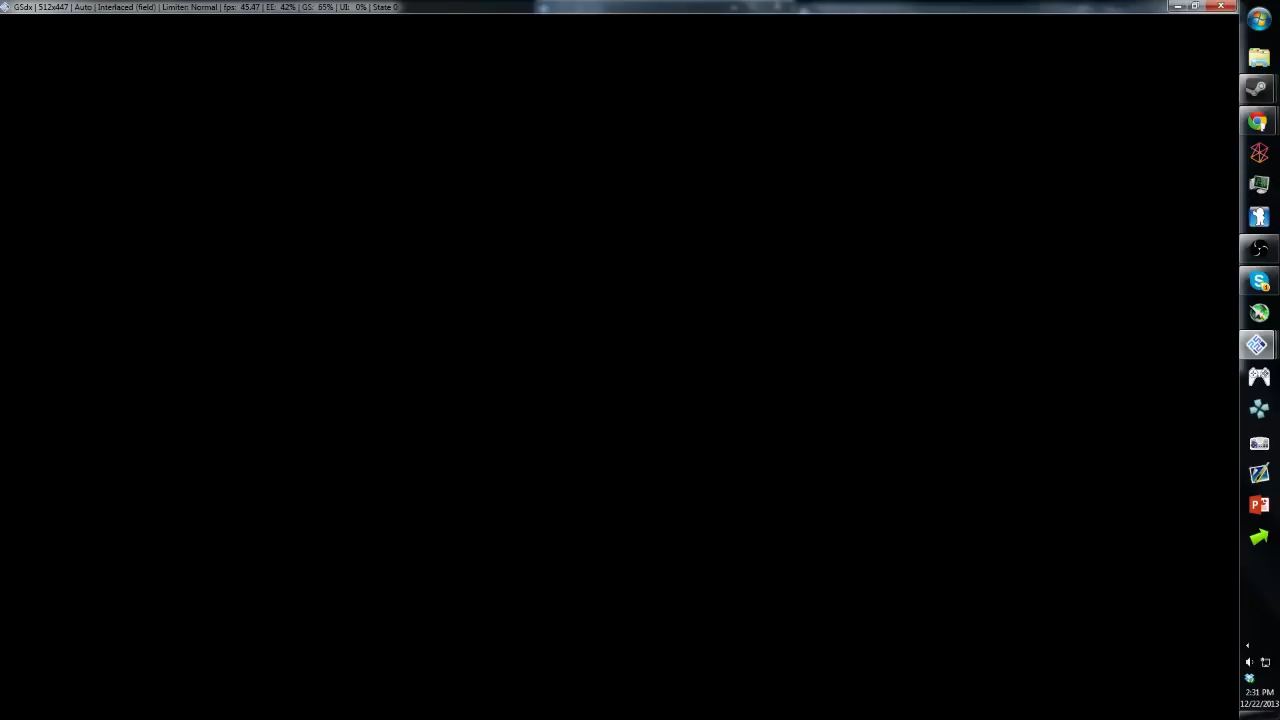 GSdx | 512x447 | Auto | Interlaced (field) | Limiter: Normal | fps: 45.47 | EE: 42% | GS: 65% | UI: 0% | State 0
S
P
2:31 PM
12/22/2013